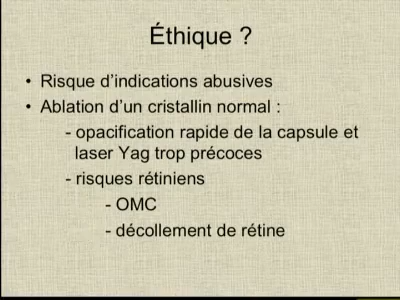 Éthique ?
• Risque d'indications abusives
• Ablation d'un cristallin normal :
- opacification rapide de la capsule et
laser Yag trop précoces
- risques rétiniens
- OMC
- décollement de rétine